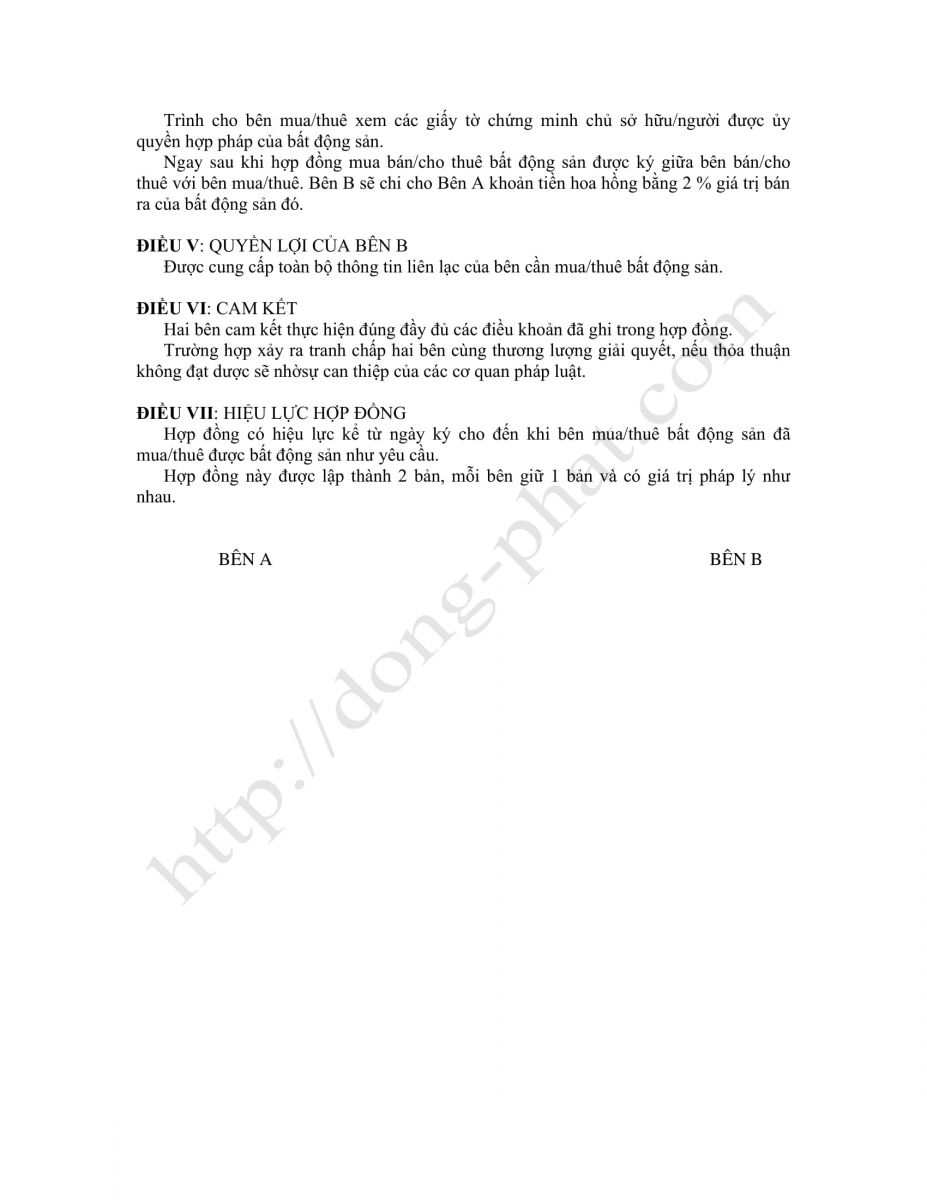 Trình cho bên mua/thuê xem các giấy tờ chứng minh chủ sở hữu/người được ủy
quyền hợp pháp của bất động sản.
Ngay sau khi hợp đồng mua bán/cho thuê bất động sản được ký giữa bên bán/cho
thuê với bên mua/thuê. Bên B sẽ chi cho Bên A khoản tiền hoa hồng bằng 2 % giá trị bán
ra của bất động sản đó.
ĐIỀU V: QUYỀN LỢI CỦA BÊN B
Được cung cấp toàn bộ thông tin liên lạc của bên cần mua/thuê bất động sản.
ĐIỀU VI: CAM KẾT
Hai bên cam kết thực hiện đúng đầy đủ các điều khoản đã ghi trong hợp đồng.
Trường hợp xảy ra tranh chấp hai bên cùng thương lượng giải quyết, nếu thỏa thuận
không đạt dược sẽ nhờsự can thiệp của các cơ quan pháp luật.
ĐIỀU VII: HIỆU LỰC HỢP ĐỒNG
Hợp đồng có hiệu lực kể từ ngày ký cho đến khi bên mua/thuê bất động sản đã
mua/thuê được bất động sản như yêu cầu.
Hợp đồng này được lập thành 2 bản, mỗi bên giữ 1 bản và có giá trị pháp lý như
nhau.
BÊN A BÊN B
http://dong-phat.com